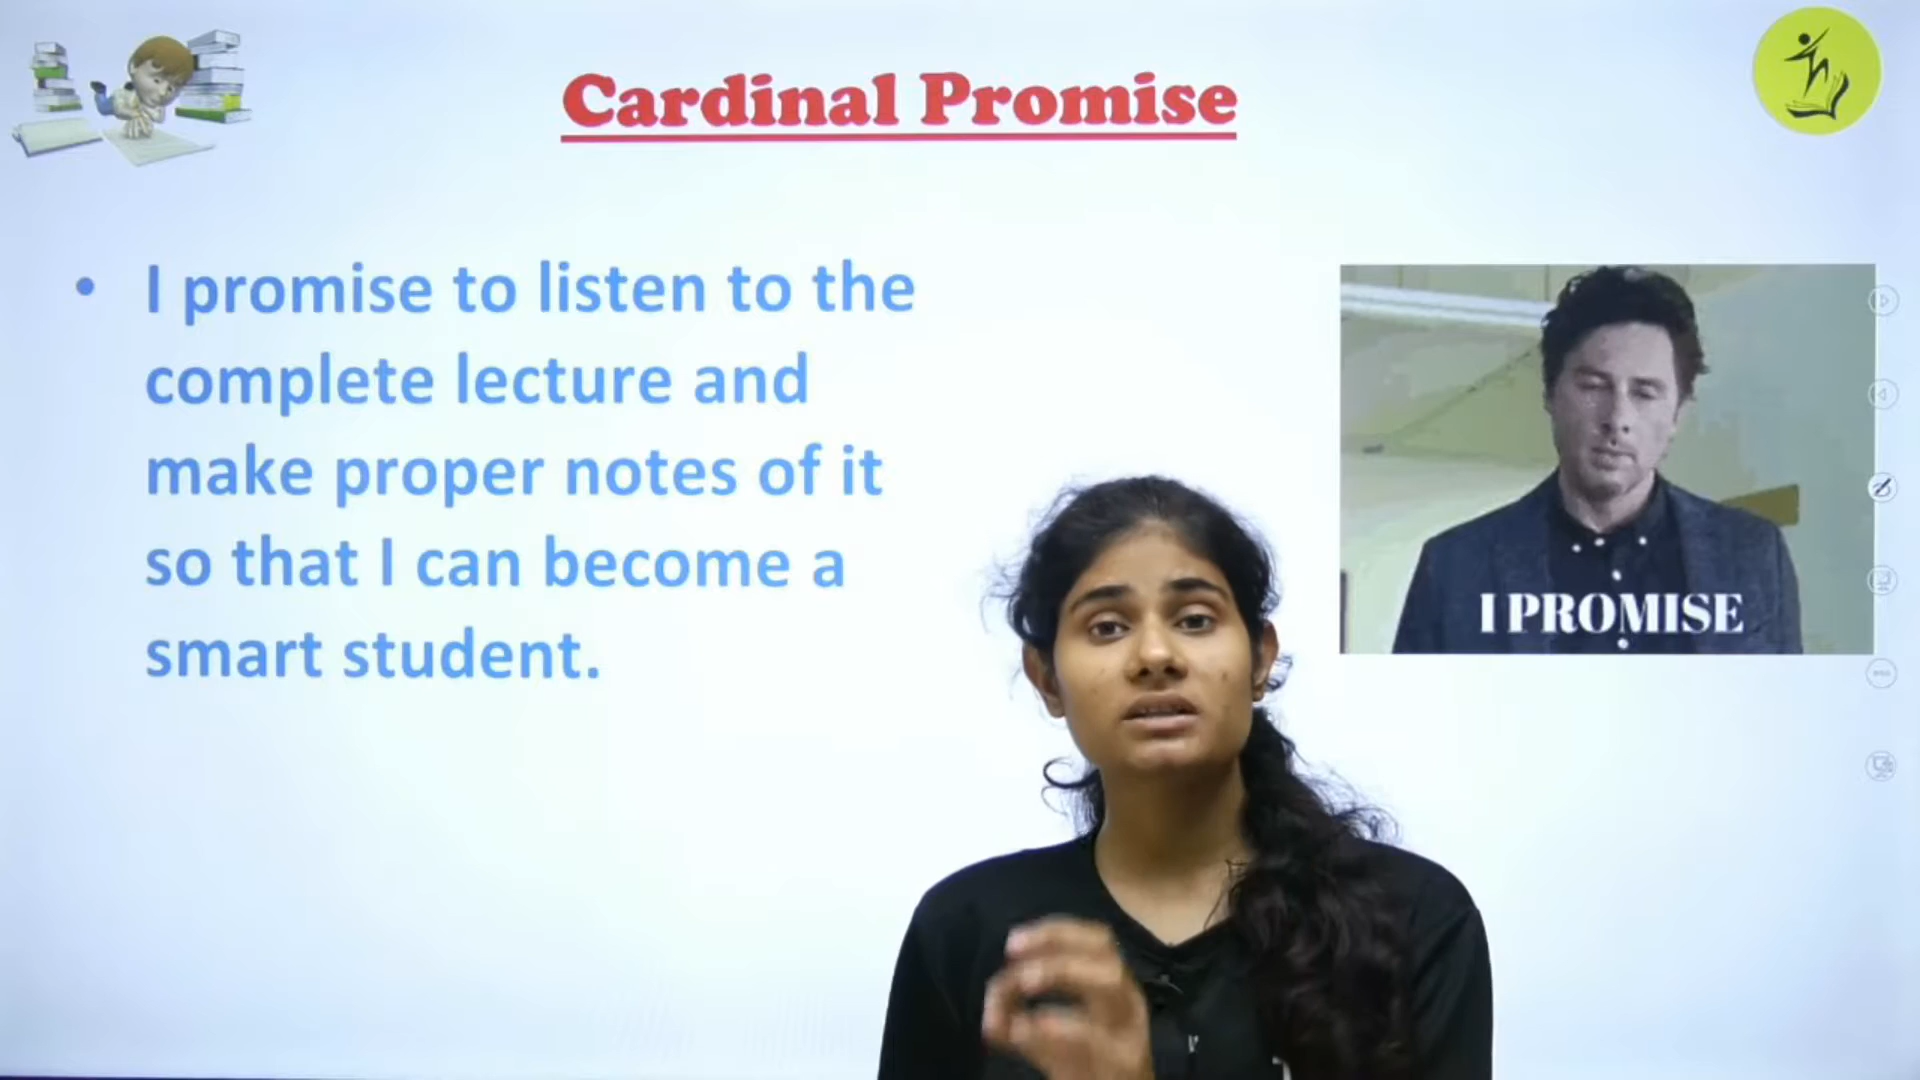 Cardinal Promise
• I promise to listen to the
complete lecture and
make proper notes of it
so that I can become a
smart student.
I PROMISE